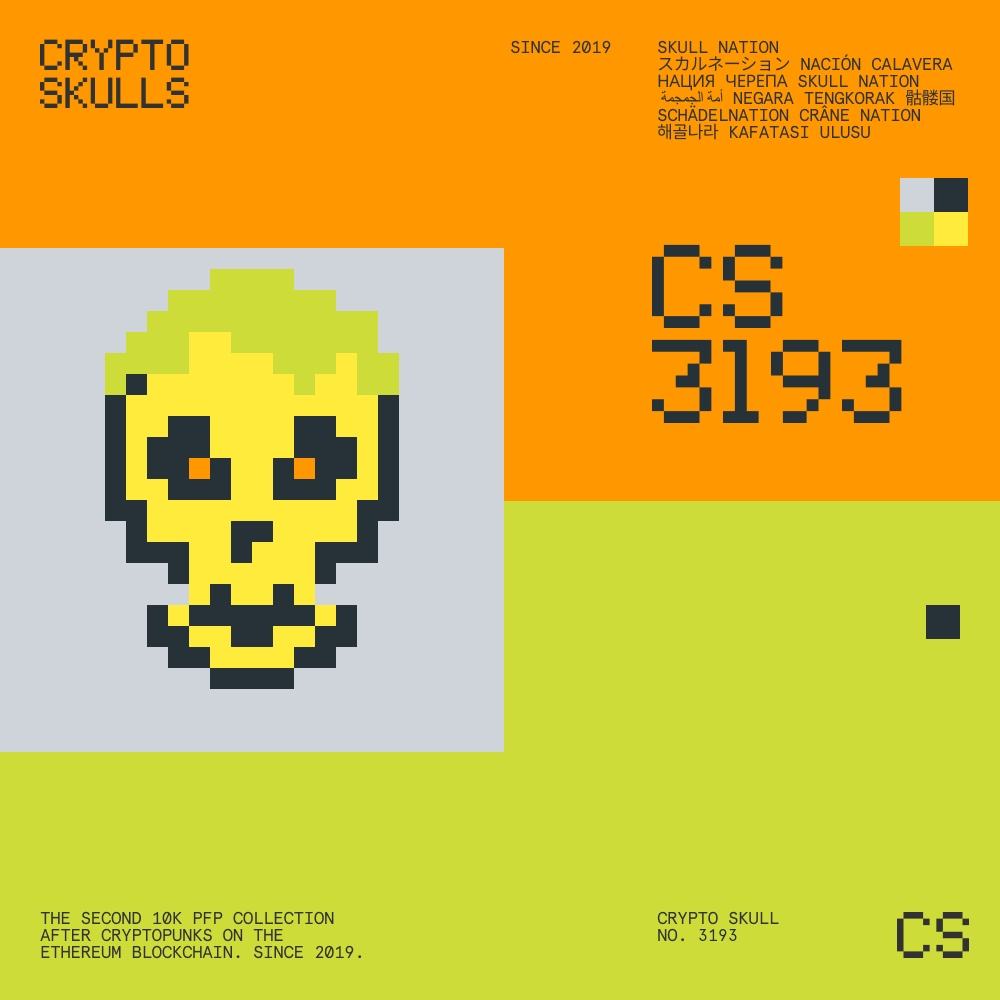 CRYPTO
SKULLS
SINCE 2019
SKULL NATION
スカルネーション NACIÓN CALAVERA
НАЦИЯ ЧЕРЕПА SKULL NATION
أمة الجمجمة NEGARA TENGKORAK 骷髅国
SCHÄDELNATION CRÂNE NATION
해골나라 KAFATASI ULUSU
CS
3193
THE SECOND 10K PFP COLLECTION
AFTER CRYPTOPUNKS ON THE
ETHEREUM BLOCKCHAIN. SINCE 2019.
CRYPTO SKULL
NO. 3193
CS